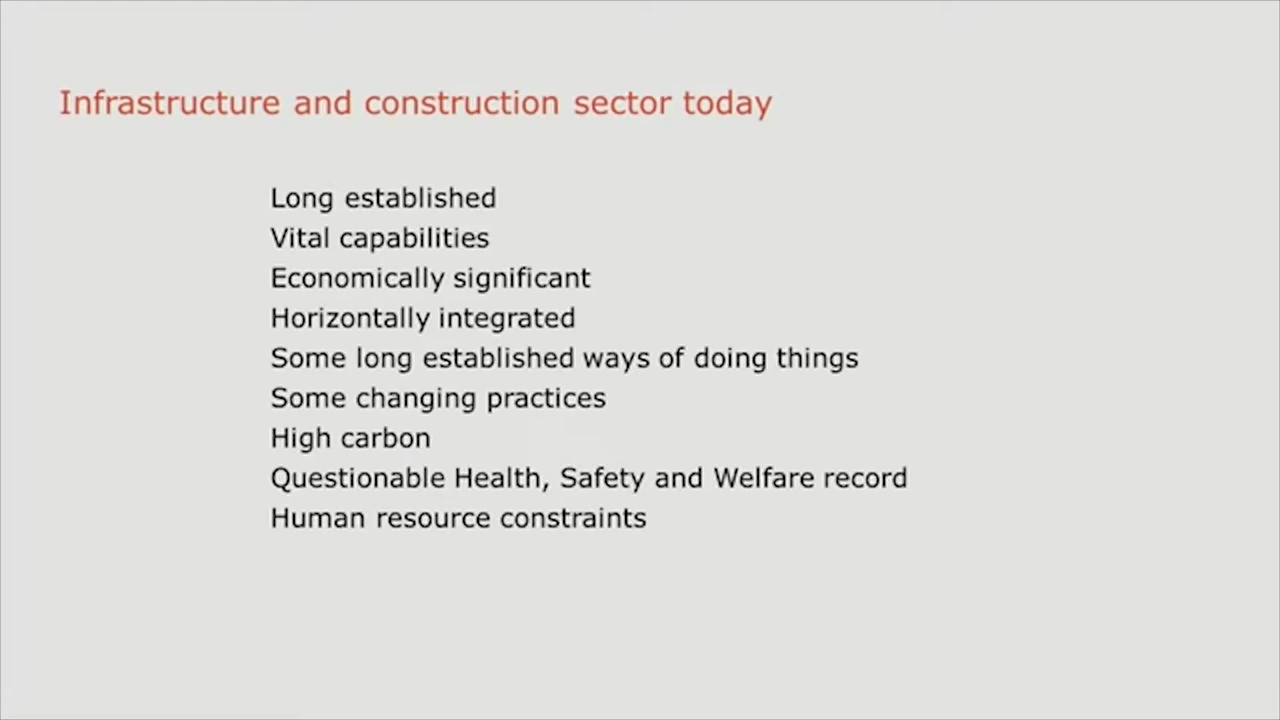 Infrastructure and construction sector today
Long established
Vital capabilities
Economically significant
Horizontally integrated
Some long established ways of doing things
Some changing practices
High carbon
Questionable Health, Safety and Welfare record
Human resource constraints